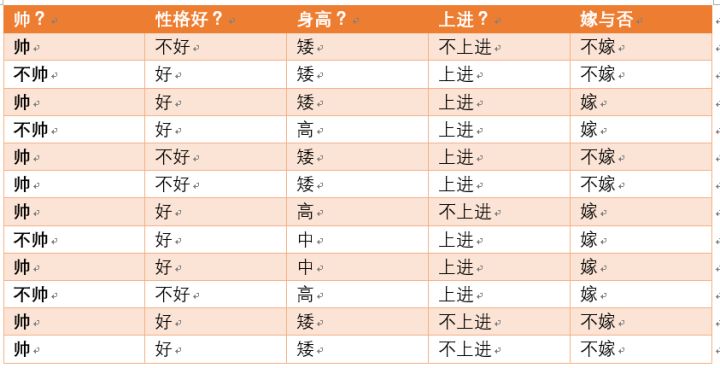 帅？ 性格好？ 身高？ 上进？ 嫁与否
帅 不好 矮 不上进 不嫁
不帅 好 矮 上进 不嫁
帅 好 矮 上进 嫁
不帅 好 高 上进 嫁
帅 不好 矮 上进 不嫁
帅 不好 矮 上进 不嫁
帅 好 高 不上进 嫁
不帅 好 中 上进 嫁
帅 好 中 上进 嫁
不帅 不好 高 上进 嫁
帅 好 矮 不上进 不嫁
帅 好 矮 不上进 不嫁